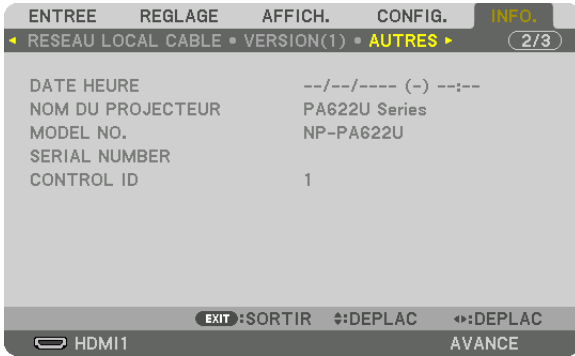 ENTREE REGLAGE AFFICH. CONFIG. INFO.
◄ RESEAU LOCAL CABLE • VERSION(1) • AUTRES ► 2/3
DATE HEURE --/--/---- (-) --:--
NOM DU PROJECTEUR PA622U Series
MODEL NO. NP-PA622U
SERIAL NUMBER
CONTROL ID 1
EXIT :SORTIR ♦:DEPLAC ◂▸:DEPLAC
HDMI1 AVANCE